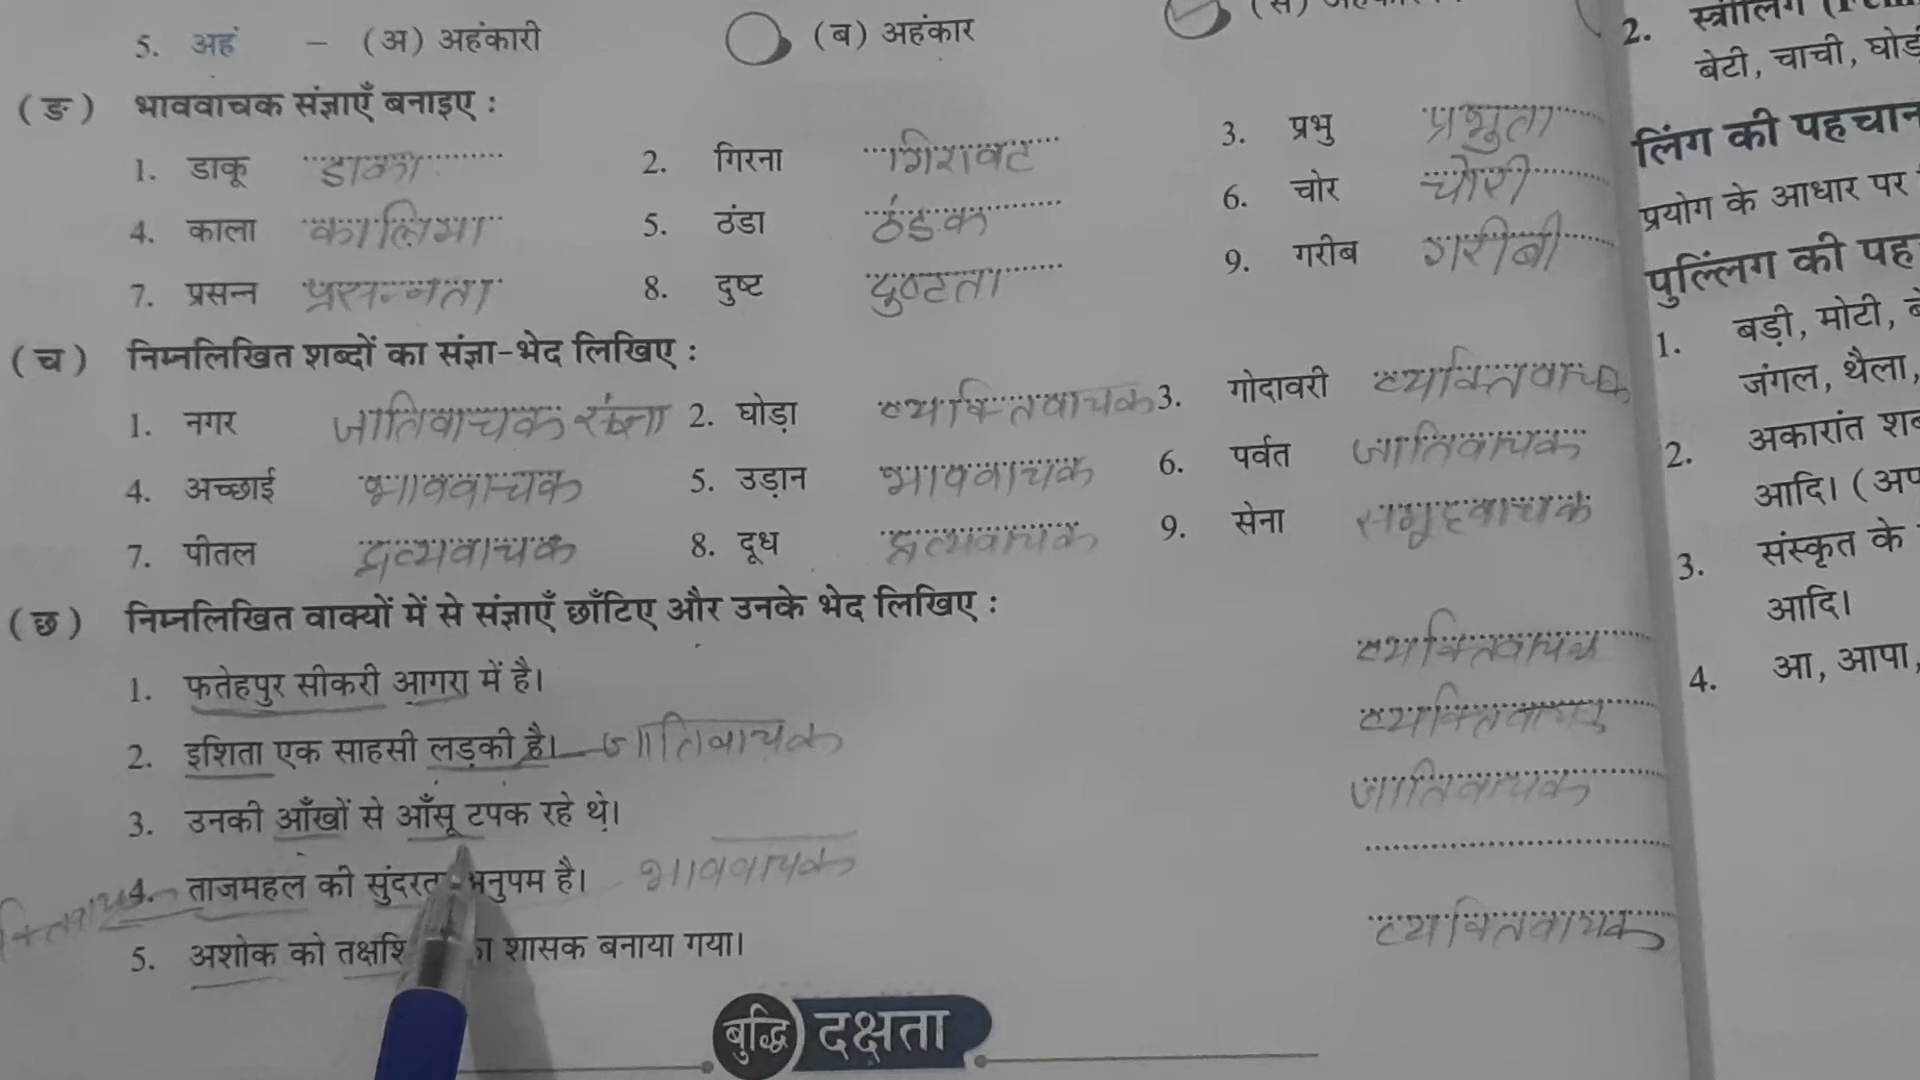 5. अहं – (अ) अहंकारी (ब) अहंकार
(ङ) भाववाचक संज्ञाएँ बनाइए :
1. डाकू डाका 2. गिरना गिरावट 3. प्रभु प्रभुता
4. काला कालिमा 5. ठंडा ठंडक 6. चोर चोरी
7. प्रसन्न प्रसन्नता 8. दुष्ट दुष्टता 9. गरीब गरीबी
(च) निम्नलिखित शब्दों का संज्ञा-भेद लिखिए :
1. नगर जातिवाचक संज्ञा 2. घोड़ा व्यक्तिवाचक 3. गोदावरी व्यक्तिवाचक
4. अच्छाई भाववाचक 5. उड़ान भाववाचक 6. पर्वत जातिवाचक
7. पीतल द्रव्यवाचक 8. दूध द्रव्यवाचक 9. सेना समूहवाचक
(छ) निम्नलिखित वाक्यों में से संज्ञाएँ छाँटिए और उनके भेद लिखिए :
1. फतेहपुर सीकरी आगरा में है। व्यक्तिवाचक
2. इशिता एक साहसी लड़की है। जातिवाचक व्यक्तिवाचक
3. उनकी आँखों से आँसू टपक रहे थे। जातिवाचक
4. ताजमहल की अनुपम है। भाववाचक
5. अशोक को शासक बनाया गया। व्यक्तिवाचक
बुद्धि दक्षता
2. स्त्रीलिंग
बेटी, चाची,
लिंग की पहचान
प्रयोग के आधार पर
पुल्लिंग की
1. बड़ी, मोटी,
जंगल, थैला,
2. अकारांत
आदि।
3. संस्कृत के
आदि।
4. आ, आपा,